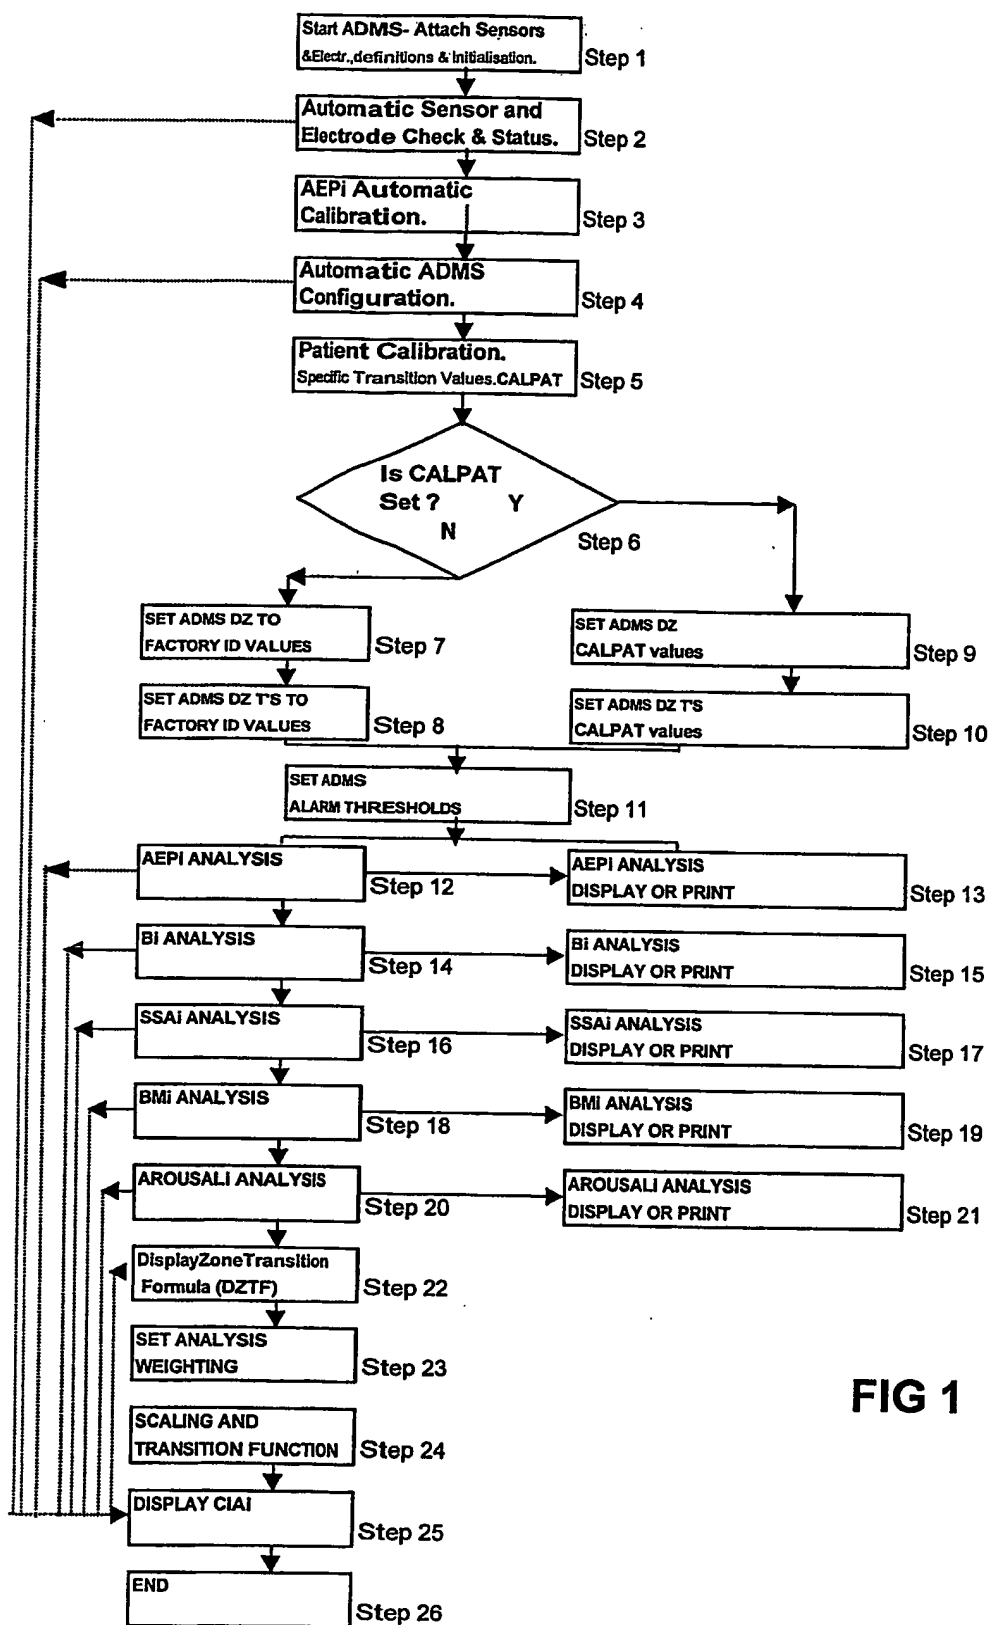 Start ADMS- Attach Sensors
&Electr.,definitions & Initialisation.
Step 1
Automatic Sensor and
Electrode Check & Status.
Step 2
AEPi Automatic
Calibration.
Step 3
Automatic ADMS
Configuration.
Step 4
Patient Calibration.
Specific Transition Values.CALPAT
Step 5
Is CALPAT
Set ? Y
N
Step 6
SET ADMS DZ TO
FACTORY ID VALUES
Step 7
SET ADMS DZ
CALPAT values
Step 9
SET ADMS DZ T'S TO
FACTORY ID VALUES
Step 8
SET ADMS DZ T'S
CALPAT values
Step 10
SET ADMS
ALARM THRESHOLDS
Step 11
AEPi ANALYSIS
Step 12
AEPi ANALYSIS
DISPLAY OR PRINT
Step 13
Bi ANALYSIS
Step 14
Bi ANALYSIS
DISPLAY OR PRINT
Step 15
SSAi ANALYSIS
Step 16
SSAi ANALYSIS
DISPLAY OR PRINT
Step 17
BMi ANALYSIS
Step 18
BMi ANALYSIS
DISPLAY OR PRINT
Step 19
AROUSALi ANALYSIS
Step 20
AROUSALi ANALYSIS
DISPLAY OR PRINT
Step 21
DisplayZoneTransition
Formula (DZTF)
Step 22
SET ANALYSIS
WEIGHTING
Step 23
SCALING AND
TRANSITION FUNCTION
Step 24
DISPLAY CIAi
Step 25
END
Step 26
FIG 1